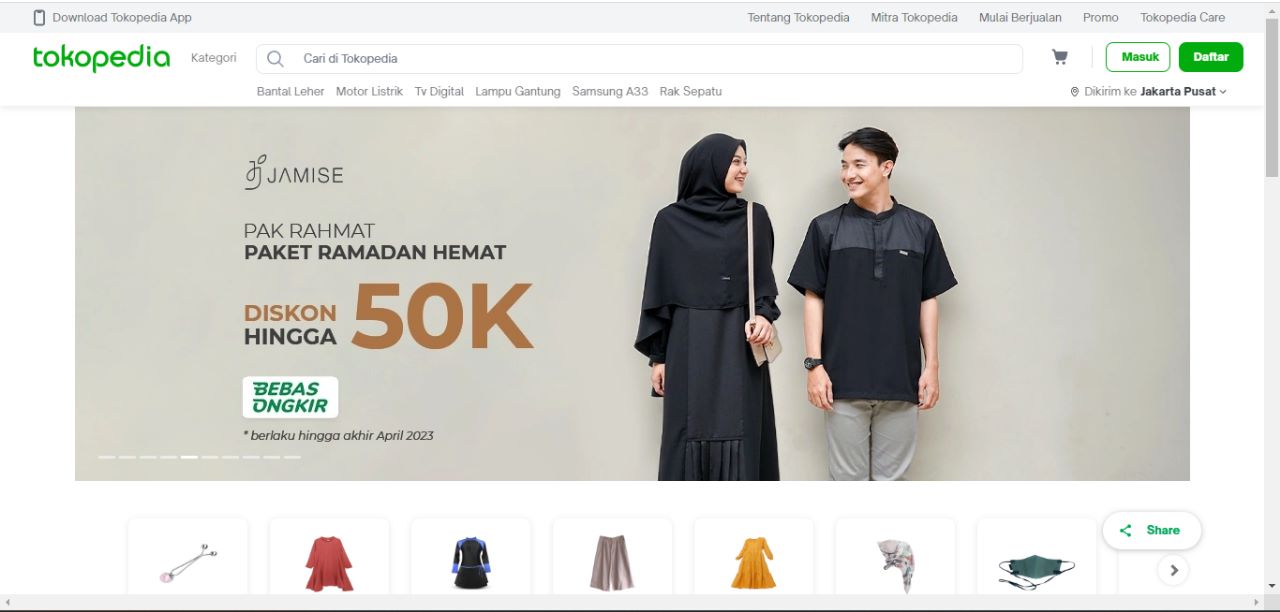 Download Tokopedia App
Tentang Tokopedia Mitra Tokopedia Mulai Berjualan Promo Tokopedia Care
tokopedia
Kategori
Cari di Tokopedia
Masuk
Daftar
Bantal Leher Motor Listrik Tv Digital Lampu Gantung Samsung A33 Rak Sepatu
Dikirim ke Jakarta Pusat
JAMISE
PAK RAHMAT
PAKET RAMADAN HEMAT
DISKON
HINGGA
50K
BEBAS
ONGKIR
* berlaku hingga akhir April 2023
Share